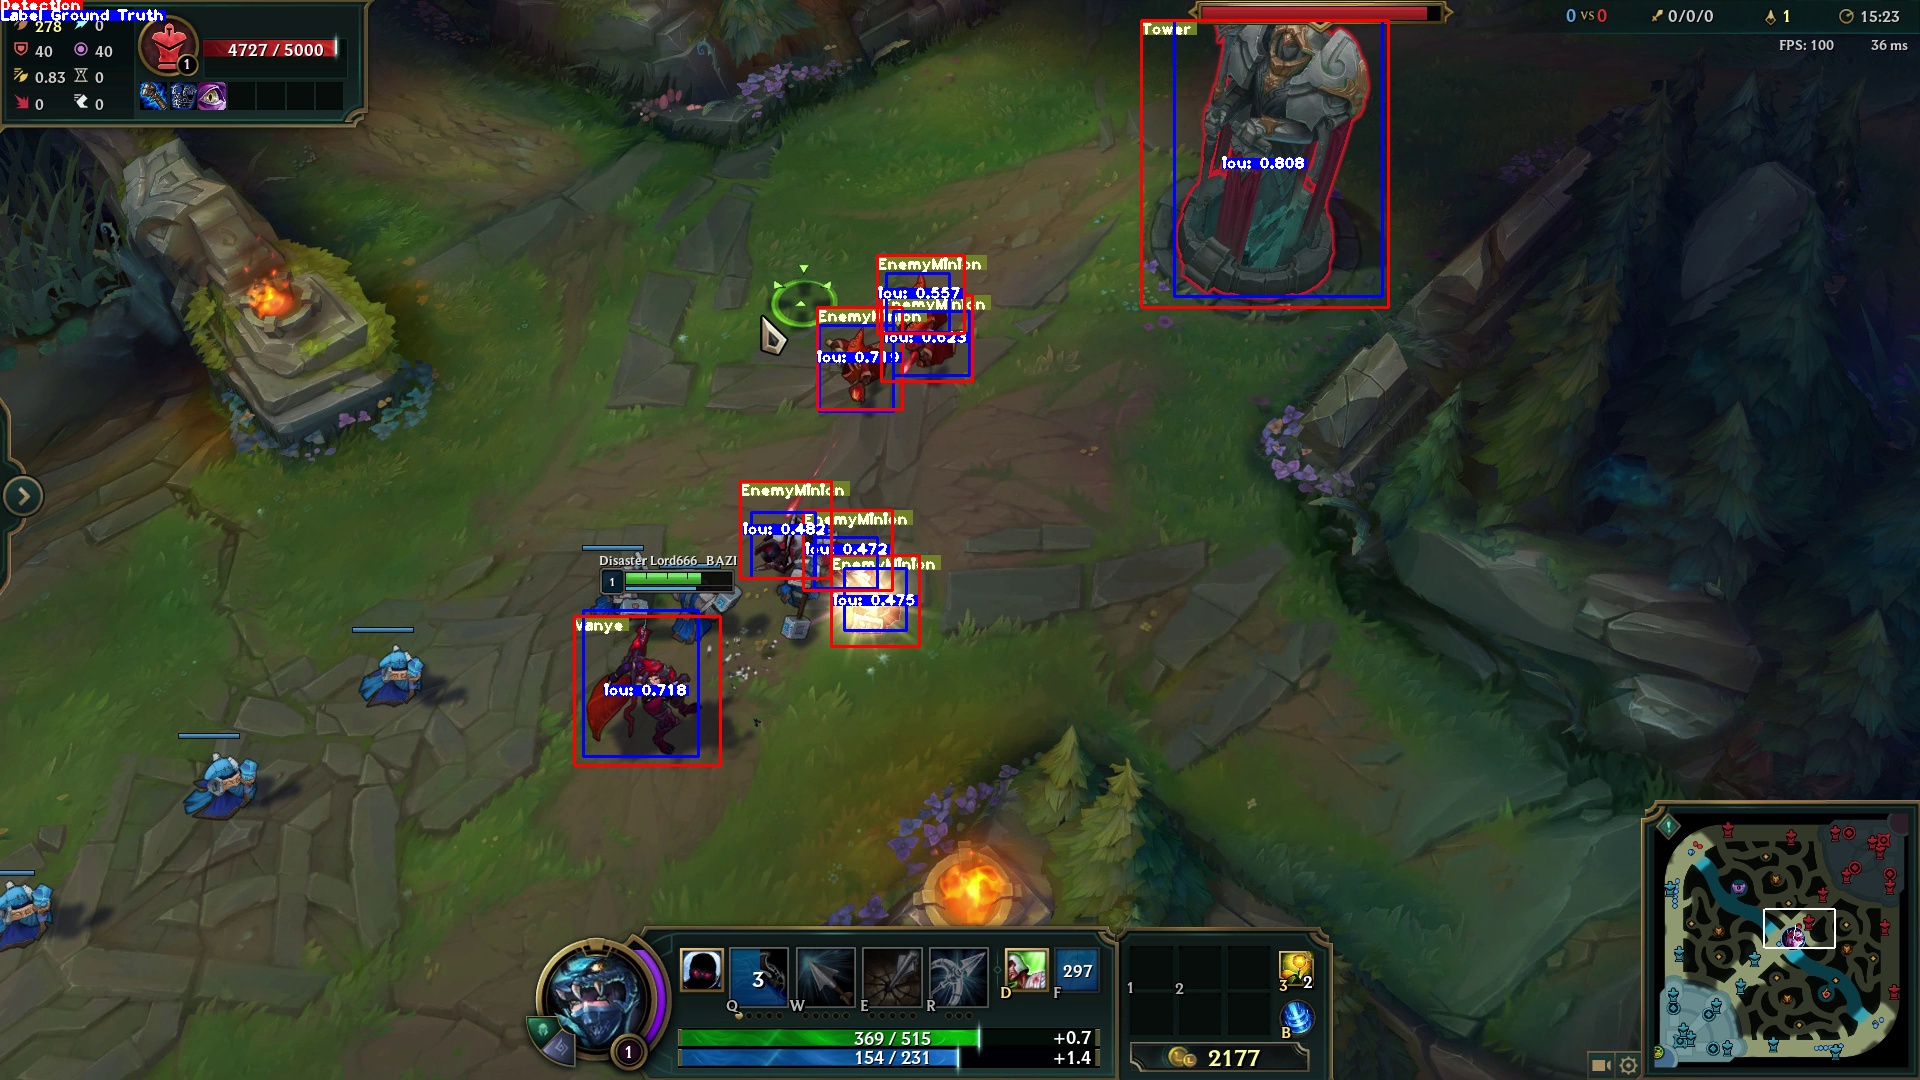 Detection
Label Ground Truth
278 0
40 40
0.83 0
0 0
1
4727 / 5000
0 vs 0
0/0/0
1
15:23
FPS: 100
36 ms
Tower
Iou: 0.808
EnemyMinion
Iou: 0.557
EnemyMinion
EnemyMinion
Iou: 0.623
Iou: 0.719
EnemyMinion
EnemyMinion
Iou: 0.482
Iou: 0.472
EnemyMinion
Iou: 0.475
Disaster Lord666_BAZI
1
Vanye
Iou: 0.718
3
297
Q W E R D F
1 2
3 2
B
369 / 515 +0.7
154 / 231 +1.4
1
2177